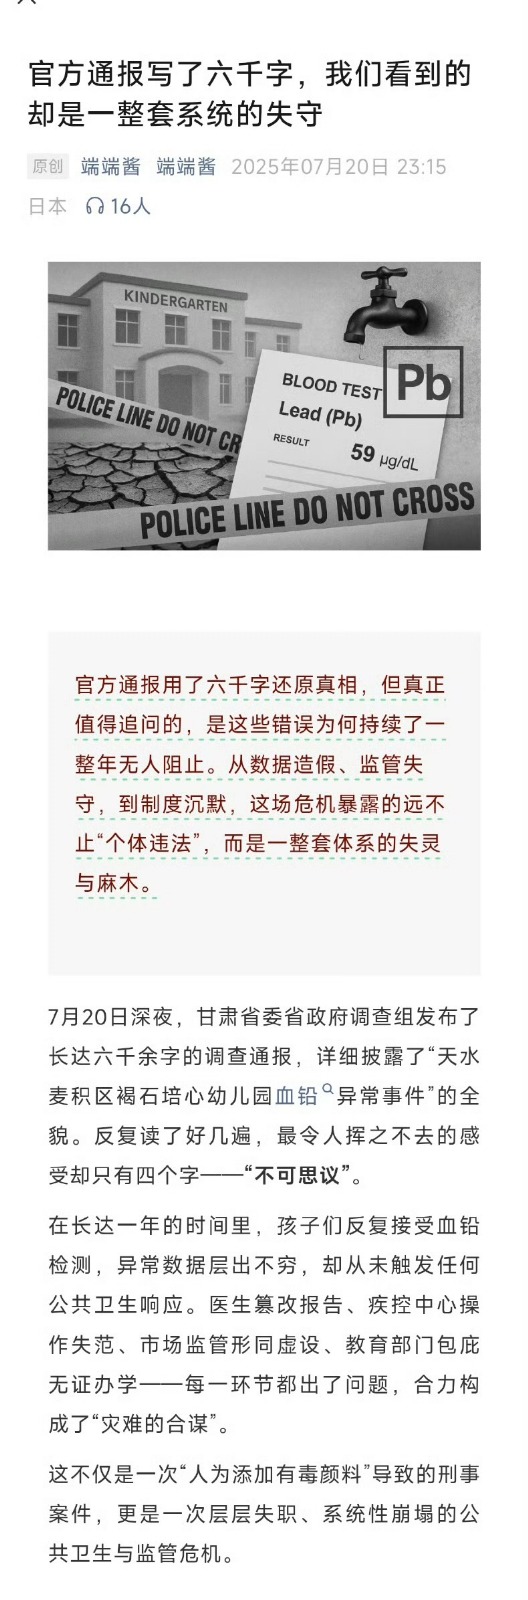 官方通报写了六千字，我们看到的
却是一整套系统的失守
原创 端端酱 端端酱 2025年07月20日 23:15
日本 16人
KINDERGARTEN
POLICE LINE DO NOT CR
BLOOD TEST
Pb
Lead (Pb)
RESULT 59 µg/dL
POLICE LINE DO NOT CROSS
官方通报用了六千字还原真相，但真正
值得追问的，是这些错误为何持续了一
整年无人阻止。从数据造假、监管失
守，到制度沉默，这场危机暴露的远不
止“个体违法”，而是一整套体系的失灵
与麻木。
7月20日深夜，甘肃省委省政府调查组发布了
长达六千余字的调查通报，详细披露了“天水
麦积区褐石培心幼儿园血铅异常事件”的全
貌。反复读了好几遍，最令人挥之不去的感
受却只有四个字——“不可思议”。
在长达一年的时间里，孩子们反复接受血铅
检测，异常数据层出不穷，却从未触发任何
公共卫生响应。医生篡改报告、疾控中心操
作失范、市场监管形同虚设、教育部门包庇
无证办学——每一环节都出了问题，合力构
成了“灾难的合谋”。
这不仅是一次“人为添加有毒颜料”导致的刑事
案件，更是一次层层失职、系统性崩塌的公
共卫生与监管危机。